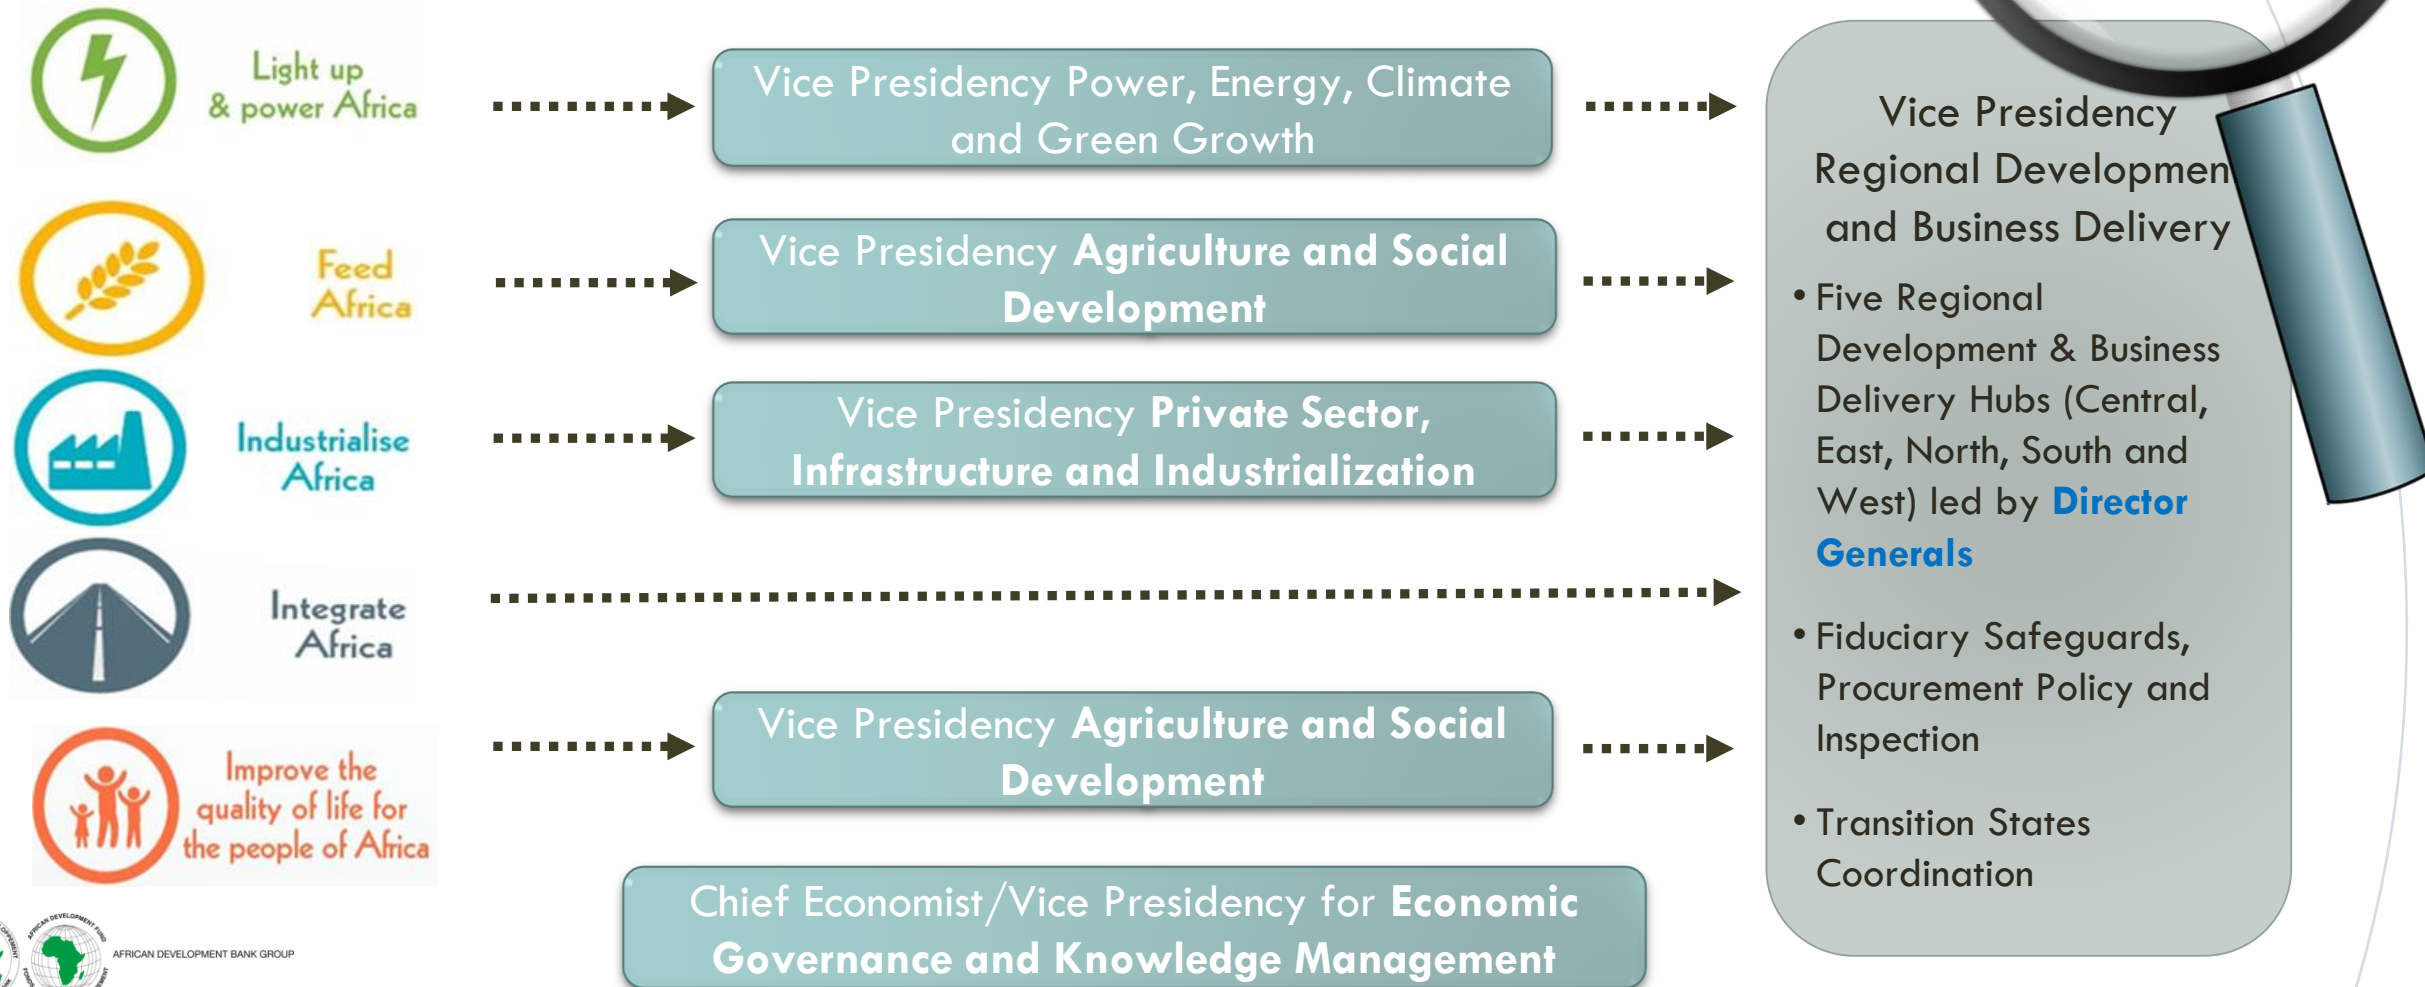 Light up
& power Africa
Vice Presidency Power, Energy, Climate
and Green Growth
Feed
Africa
Vice Presidency Agriculture and Social
Development
Industrialise
Africa
Vice Presidency Private Sector,
Infrastructure and Industrialization
Integrate
Africa
Improve the
quality of life for
the people of Africa
Vice Presidency Agriculture and Social
Development
Chief Economist/Vice Presidency for Economic
Governance and Knowledge Management
Vice Presidency
Regional Developmen
and Business Delivery
• Five Regional
Development & Business
Delivery Hubs (Central,
East, North, South and
West) led by Director
Generals
• Fiduciary Safeguards,
Procurement Policy and
Inspection
• Transition States
Coordination
AFRICAN DEVELOPMENT FUND
AFRICAN DEVELOPMENT BANK GROUP